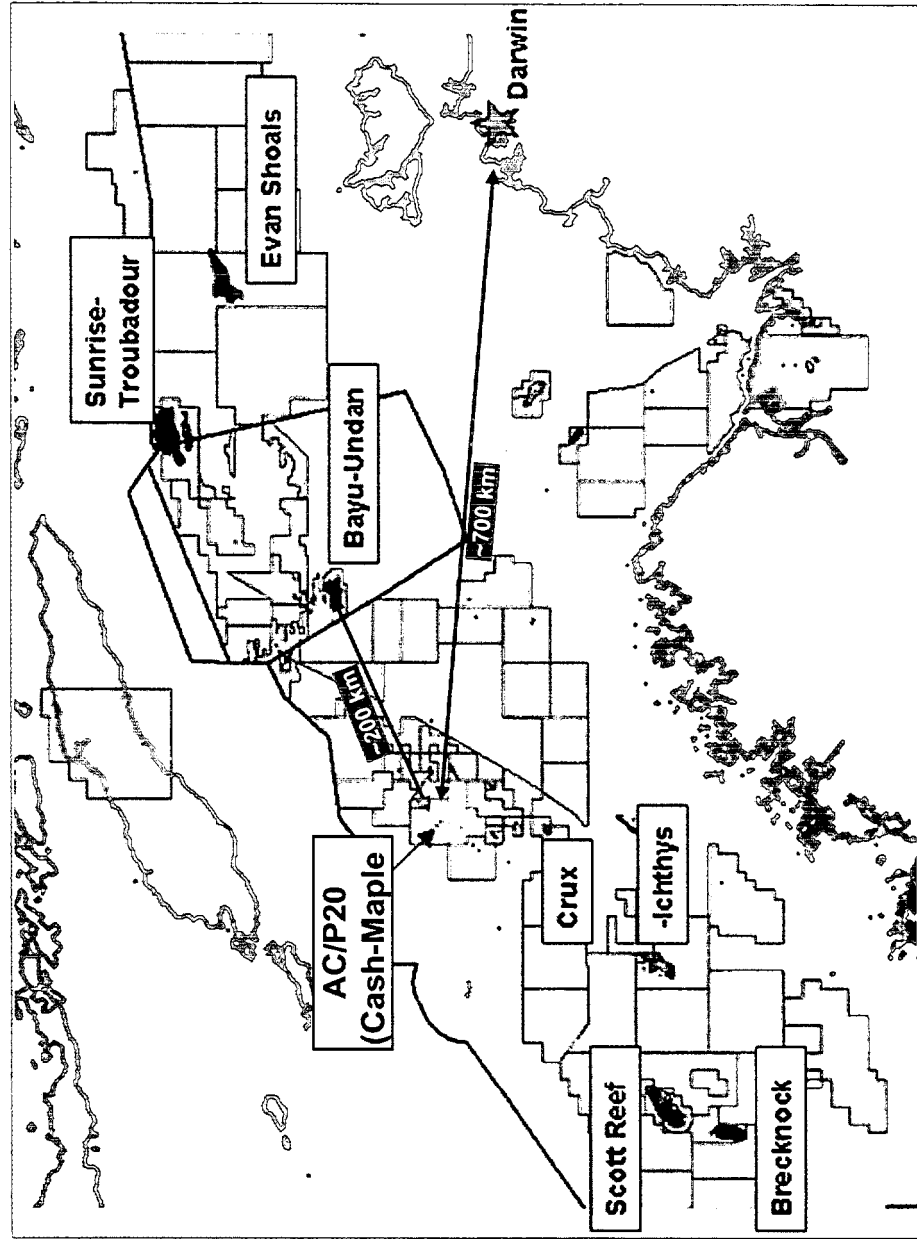 Sunrise-
Troubadour
Evan Shoals
Bayu-Undan
Darwin
~200 km
~700 km
AC/P20
(Cash-Maple
Crux
-Ichthys
Scott Reef
Brecknock